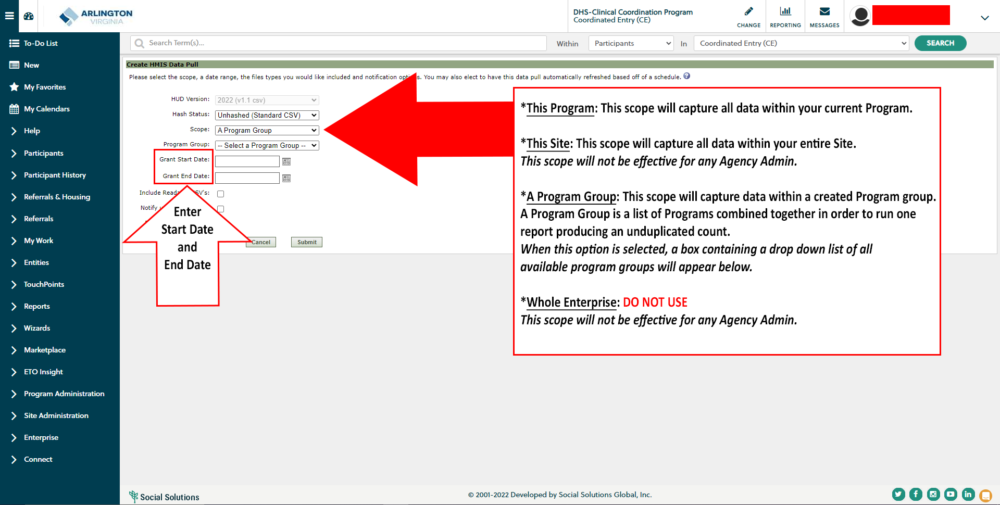 ARLINGTON
VIRGINIA
DHS-Clinical Coordination Program
Coordinated Entry (CE)
CHANGE
REPORTING
MESSAGES
Search Term(s)...
Within
Participants
In
Coordinated Entry (CE)
SEARCH
To-Do List
New
My Favorites
My Calendars
Help
Participants
Participant History
Referrals & Housing
Referrals
My Work
Entities
TouchPoints
Reports
Wizards
Marketplace
ETO Insight
Program Administration
Site Administration
Enterprise
Connect
Create HMIS Data Pull
Please select the scope, a date range, the files types you would like included and notification options. You may also elect to have this data pull automatically refreshed based off of a schedule.
HUD Version: 2022 (v1.1 csv)
Hash Status: Unhashed (Standard CSV)
Scope: A Program Group
Program Group: -- Select a Program Group --
Grant Start Date:
Grant End Date:
Include SV's:
Notify
Cancel
Submit
Enter
Start Date
and
End Date
*This Program: This scope will capture all data within your current Program.
*This Site: This scope will capture all data within your entire Site.
This scope will not be effective for any Agency Admin.
*A Program Group: This scope will capture data within a created Program group.
A Program Group is a list of Programs combined together in order to run one
report producing an unduplicated count.
When this option is selected, a box containing a drop down list of all
available program groups will appear below.
*Whole Enterprise: DO NOT USE
This scope will not be effective for any Agency Admin.
Social Solutions
© 2001-2022 Developed by Social Solutions Global, Inc.